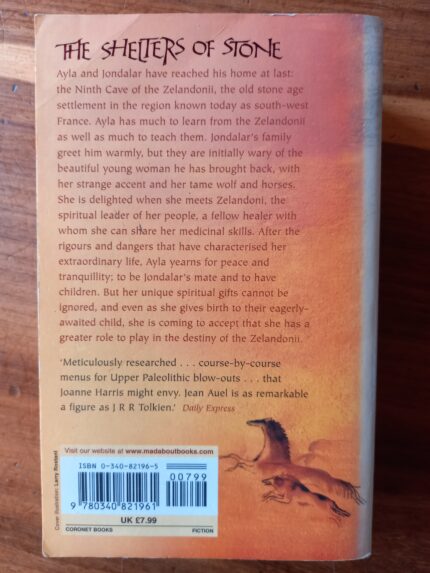 THE SHELTERS OF STONE
Ayla and Jondalar have reached his home at last:
the Ninth Cave of the Zelandonii, the old stone age
settlement in the region known today as south-west
France. Ayla has much to learn from the Zelandonii
as well as much to teach them. Jondalar's family
greet him warmly, but they are initially wary of the
beautiful young woman he has brought back, with
her strange accent and her tame wolf and horses.
She is delighted when she meets Zelandoni, the
spiritual leader of her people, a fellow healer with
whom she can share her medicinal skills. After the
rigours and dangers that have characterised her
extraordinary life, Ayla yearns for peace and
tranquillity; to be Jondalar's mate and to have
children. But her unique spiritual gifts cannot be
ignored, and even as she gives birth to their eagerly-
awaited child, she is coming to accept that she has a
greater role to play in the destiny of the Zelandonii.
'Meticulously researched . . . course-by-course
menus for Upper Paleolithic blow-outs . . . that
Joanne Harris might envy. Jean Auel is as remarkable
a figure as J R R Tolkien.' Daily Express
Visit our website at www.madaboutbooks.com
ISBN 0-340-82196-5
00799
9 780340 821961
UK £7.99
CORONET BOOKS
FICTION
Cover illustration: Larry Rostant